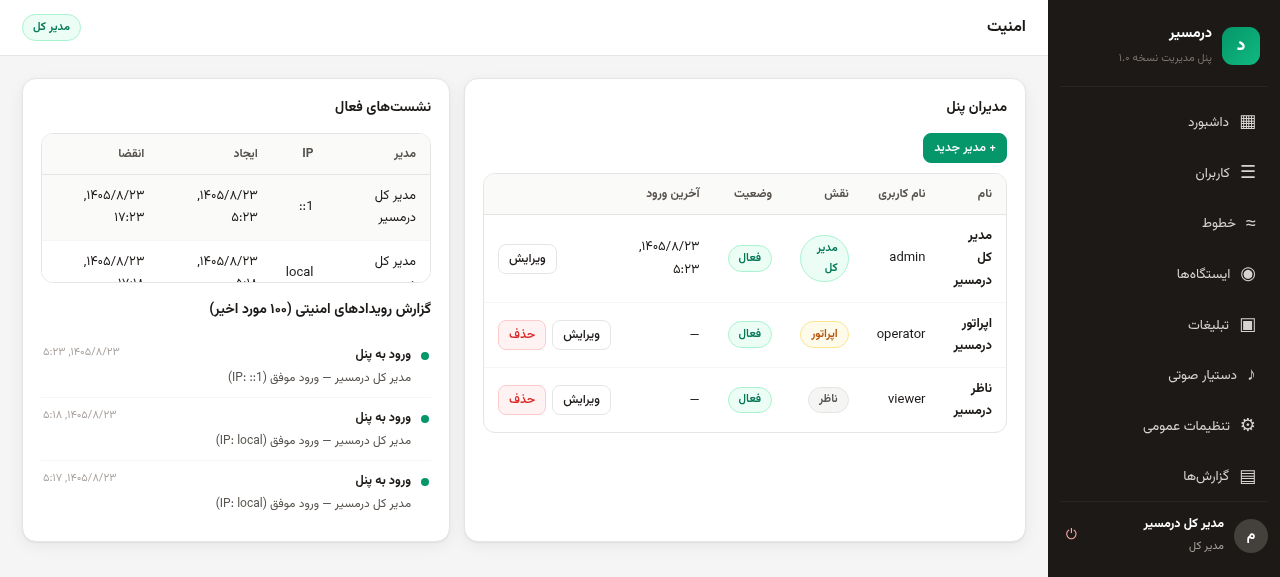 د
درمسیر
پنل مدیریت نسخه ۱.۰
داشبورد
کاربران
خطوط
ایستگاه‌ها
تبلیغات
دستیار صوتی
تنظیمات عمومی
گزارش‌ها
م
مدیر کل درمسیر
مدیر کل
امنیت
مدیر کل
مدیران پنل
+ مدیر جدید
نام نام کاربری نقش وضعیت آخرین ورود
مدیر کل درمسیر admin مدیر کل فعال ۱۴۰۵/۸/۲۳, ۵:۲۳ ویرایش
اپراتور درمسیر operator اپراتور فعال — ویرایش حذف
ناظر درمسیر viewer ناظر فعال — ویرایش حذف
نشست‌های فعال
مدیر IP ایجاد انقضا
مدیر کل درمسیر ::1 ۱۴۰۵/۸/۲۳, ۵:۲۳ ۱۴۰۵/۸/۲۳, ۱۷:۲۳
مدیر کل local ۱۴۰۵/۸/۲۳, ۵:۱۸ ۱۴۰۵/۸/۲۳, ۱۷:۱۸
گزارش رویدادهای امنیتی (۱۰۰ مورد اخیر)
ورود به پنل ۱۴۰۵/۸/۲۳, ۵:۲۳
مدیر کل درمسیر — ورود موفق (IP: ::1)
ورود به پنل ۱۴۰۵/۸/۲۳, ۵:۱۸
مدیر کل درمسیر — ورود موفق (IP: local)
ورود به پنل ۱۴۰۵/۸/۲۳, ۵:۱۷
مدیر کل درمسیر — ورود موفق (IP: local)